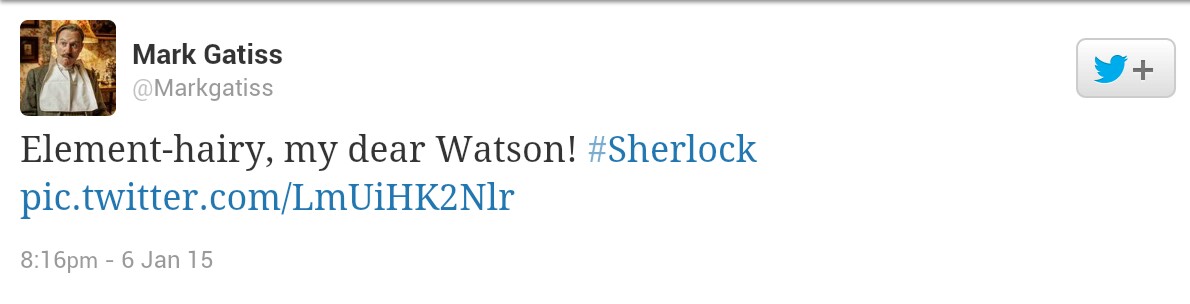 Mark Gatiss
@Markgatiss
Element-hairy, my dear Watson! #Sherlock
pic.twitter.com/LmUiHK2Nlr
8:16pm - 6 Jan 15